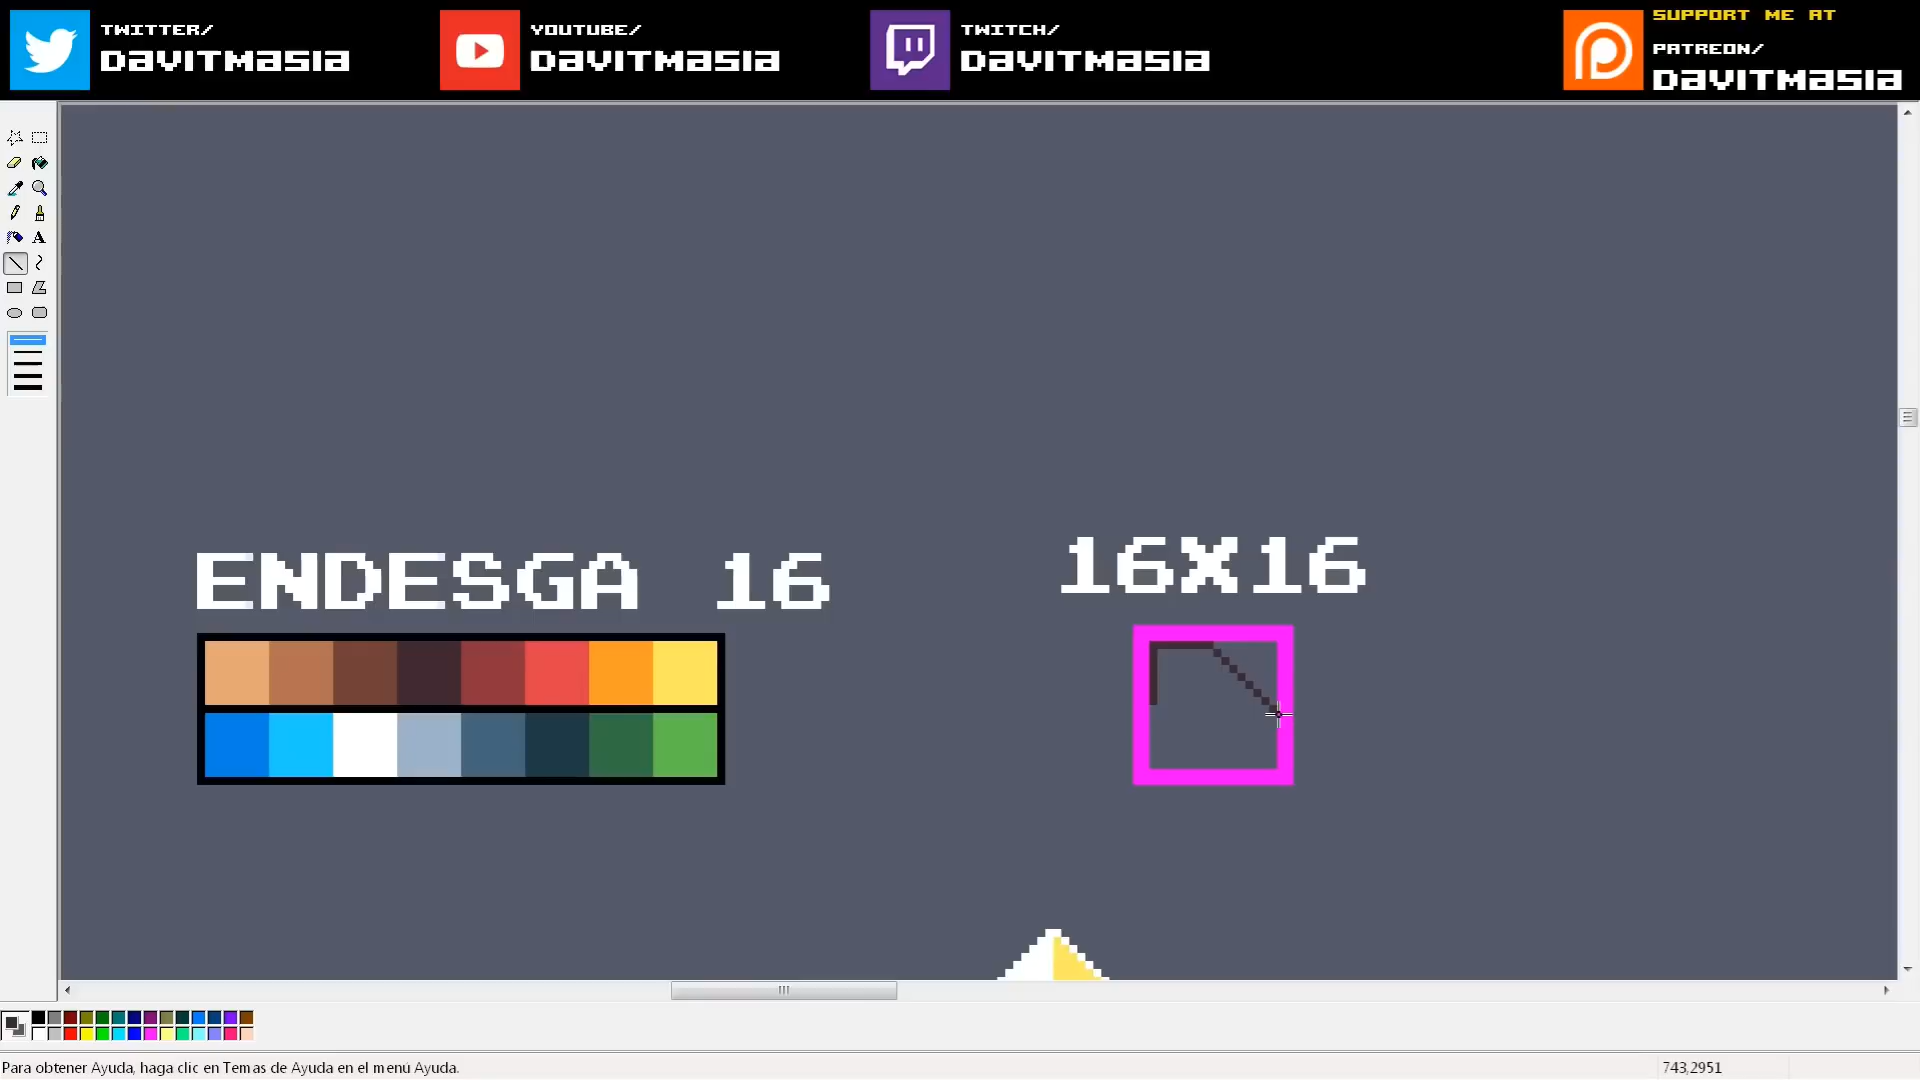 TWITTER/
DAVITMASIA
YOUTUBE/
DAVITMASIA
TWITCH/
DAVITMASIA
SUPPORT ME AT
PATREON/
DAVITMASIA
A
ENDESGA 16
16X16
Para obtener Ayuda, haga clic en Temas de Ayuda en el menú Ayuda.
743,2951